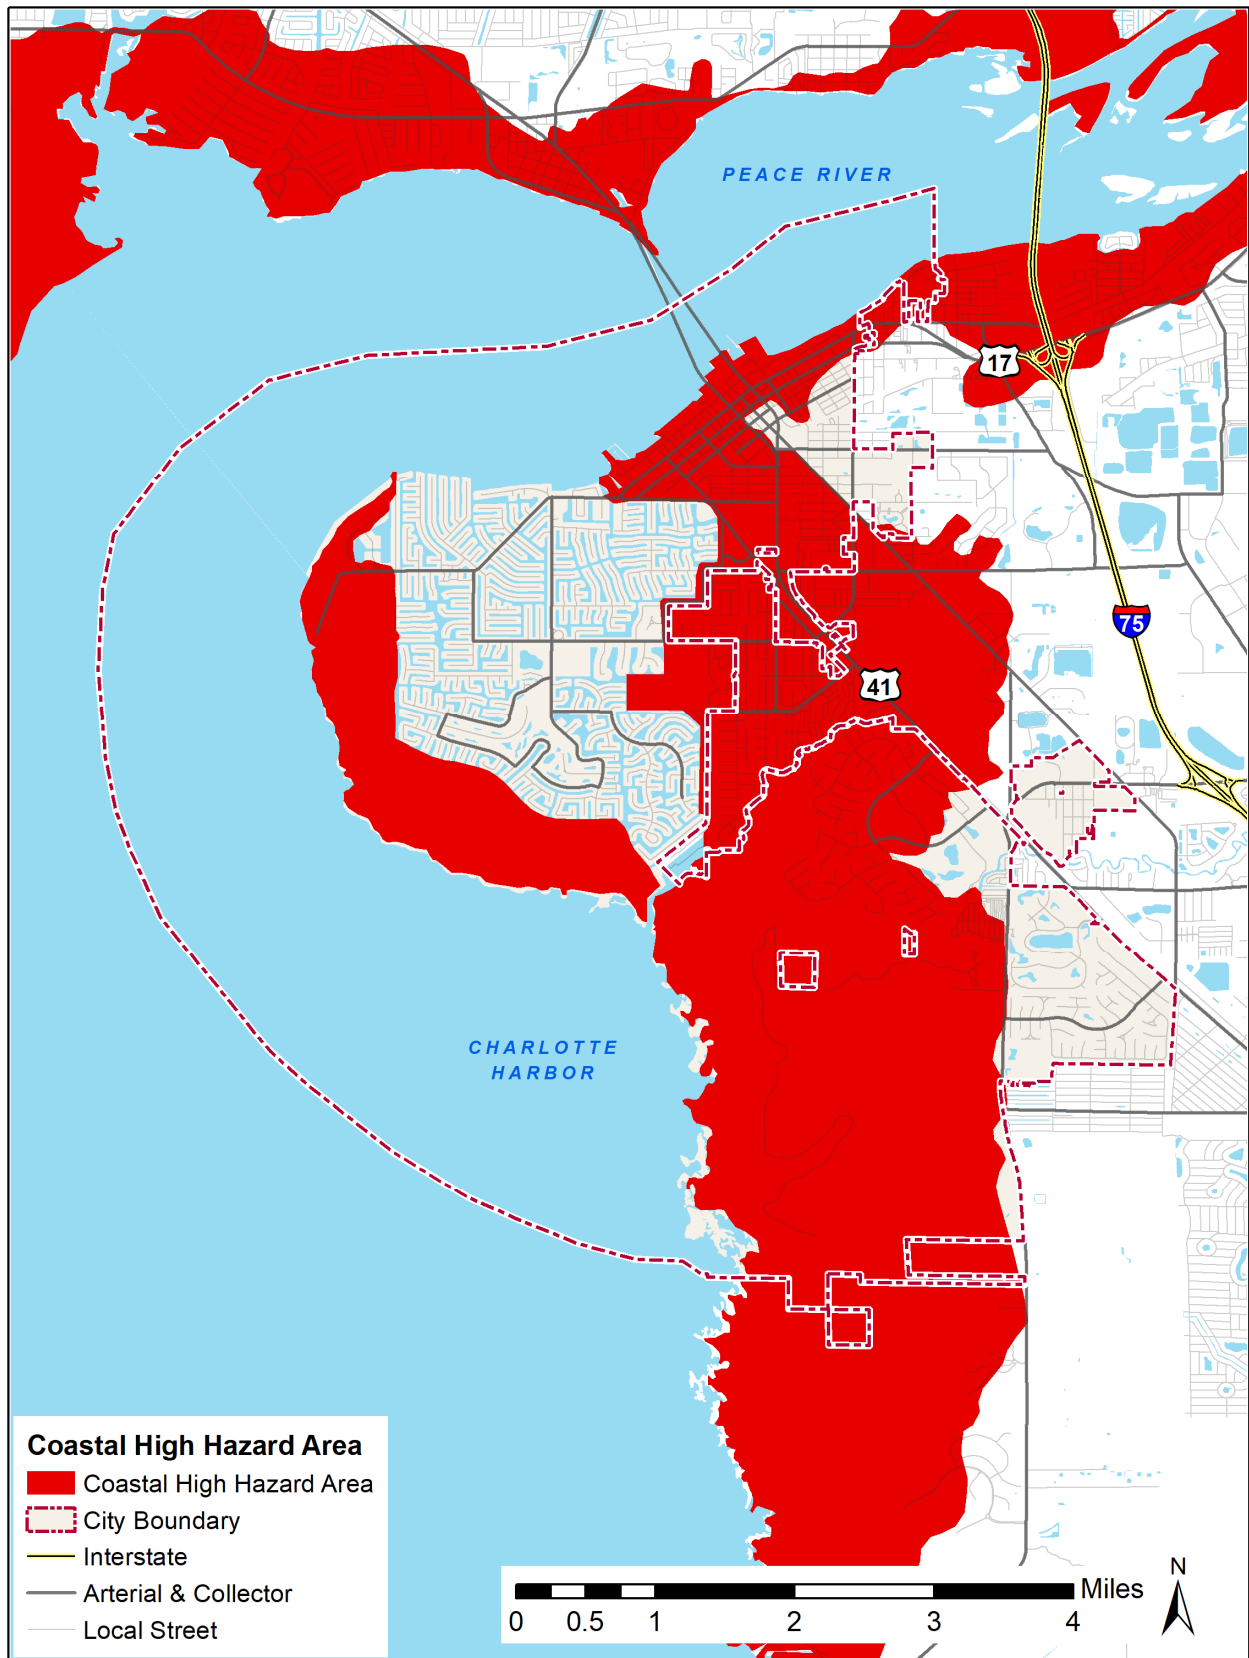 PEACE RIVER
17
75
41
CHARLOTTE
HARBOR
Coastal High Hazard Area
Coastal High Hazard Area
City Boundary
Interstate
Arterial & Collector
Local Street
N
Miles
0 0.5 1 2 3 4